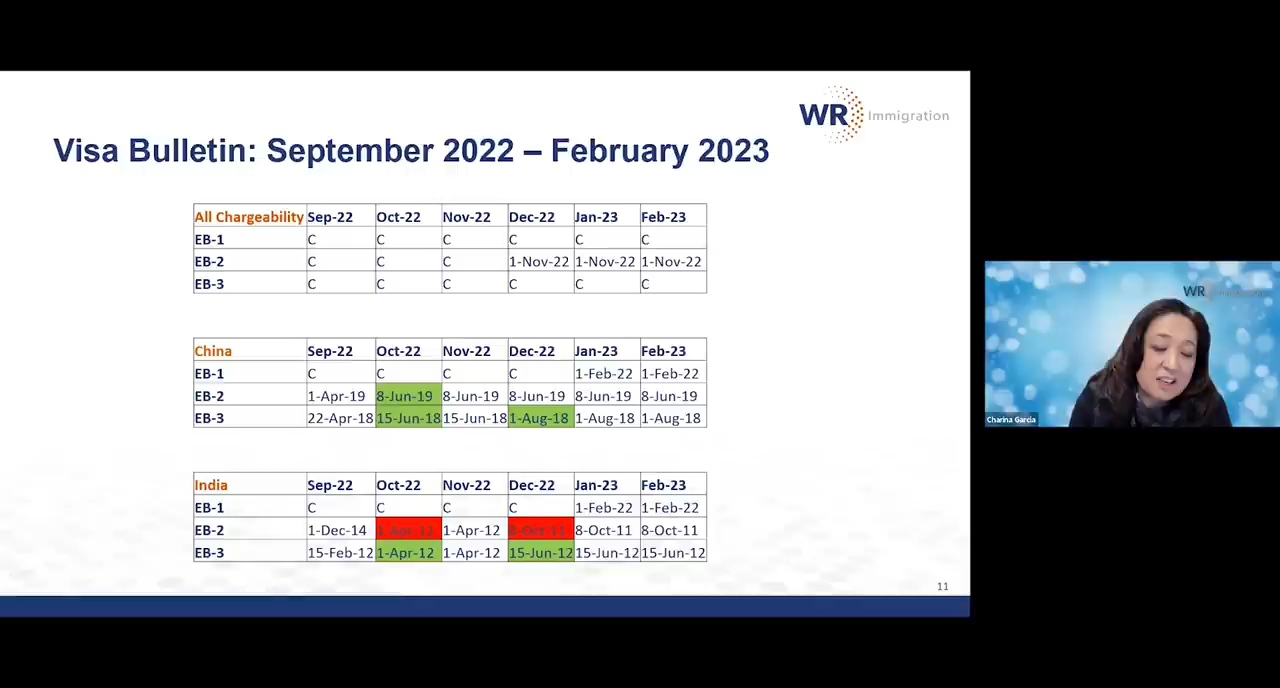 WR Immigration
Visa Bulletin: September 2022 – February 2023
All Chargeability Sep-22 Oct-22 Nov-22 Dec-22 Jan-23 Feb-23
EB-1 C C C C C C
EB-2 C C C 1-Nov-22 1-Nov-22 1-Nov-22
EB-3 C C C C C C
China Sep-22 Oct-22 Nov-22 Dec-22 Jan-23 Feb-23
EB-1 C C C C 1-Feb-22 1-Feb-22
EB-2 1-Apr-19 8-Jun-19 8-Jun-19 8-Jun-19 8-Jun-19 8-Jun-19
EB-3 22-Apr-18 15-Jun-18 15-Jun-18 1-Aug-18 1-Aug-18 1-Aug-18
India Sep-22 Oct-22 Nov-22 Dec-22 Jan-23 Feb-23
EB-1 C C C C 1-Feb-22 1-Feb-22
EB-2 1-Dec-14 1-Apr-12 1-Apr-12 8-Oct-11 8-Oct-11 8-Oct-11
EB-3 15-Feb-12 1-Apr-12 1-Apr-12 15-Jun-12 15-Jun-12 15-Jun-12
11
WR
Charina Garcia